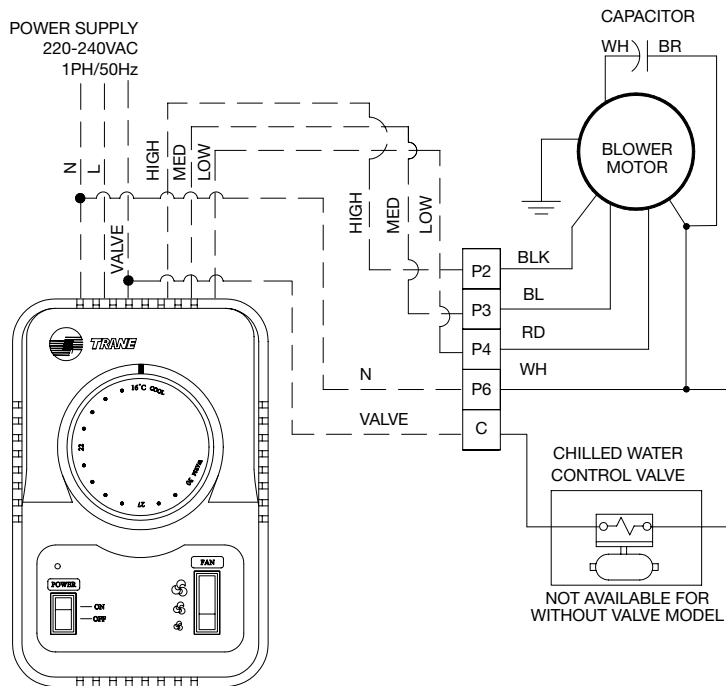 POWER SUPPLY
220-240VAC
1PH/50Hz
CAPACITOR
WH
BR
BLOWER
MOTOR
N
L
VALVE
HIGH
MED
LOW
HIGH
MED
LOW
P2
BLK
P3
BL
P4
RD
N
P6
WH
VALVE
C
TRANE
16°C COOL
22
27
WARM 30
CHILLED WATER
CONTROL VALVE
NOT AVAILABLE FOR
WITHOUT VALVE MODEL
POWER
ON
OFF
FAN